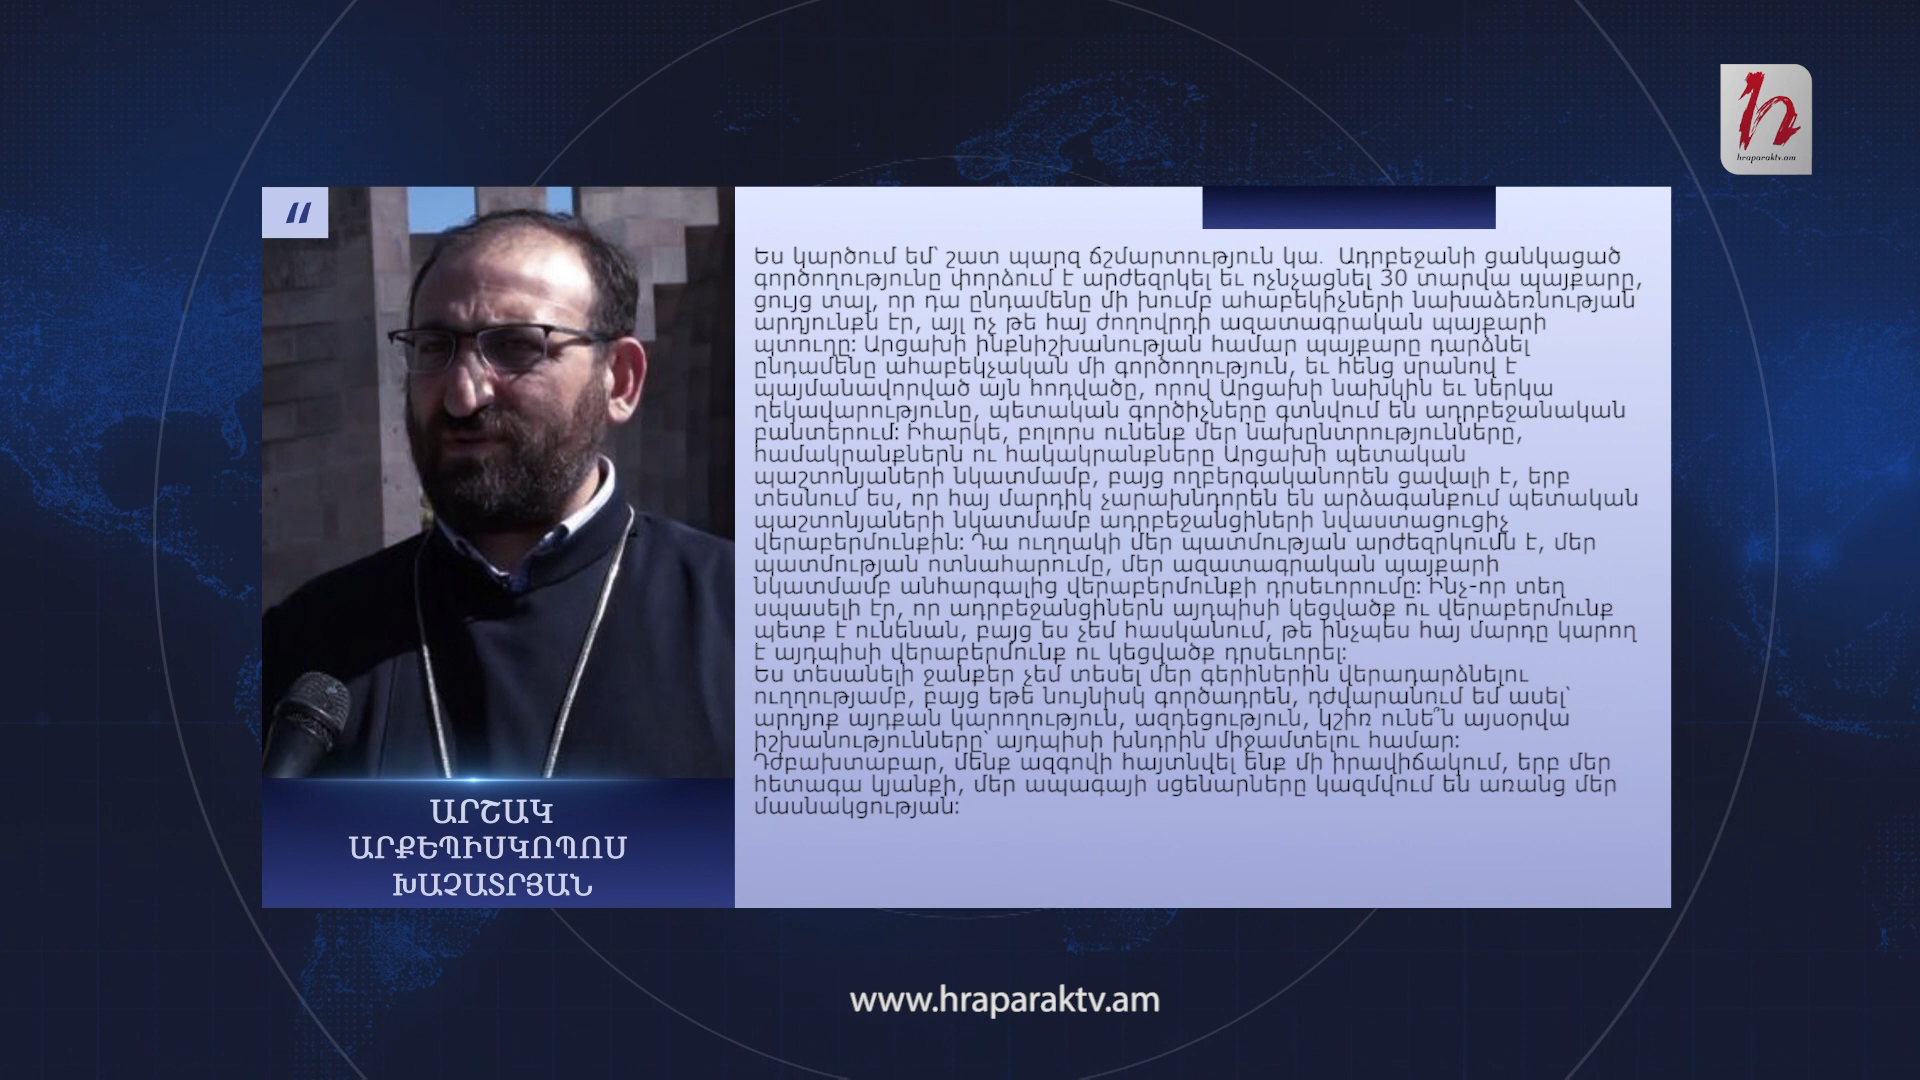 hraparaktv.am
Ես կարծում եմ՝ շատ պարզ ճշմարտություն կա. Ադրբեջանի ցանկացած
գործողությունը փորձում է արժեզրկել եւ ոչնչացնել 30 տարվա պայքարը,
ցույց տալ, որ դա ընդամենը մի խումբ ահաբեկիչների նախաձեռնության
արդյունքն էր, այլ ոչ թե հայ ժողովրդի ազատագրական պայքարի
պտուղը: Արցախի ինքնիշխանության համար պայքարը դարձնել
ընդամենը ահաբեկչական մի գործողություն, եւ հենց սրանով է
պայմանավորված այն հոդվածը, որով Արցախի նախկին եւ ներկա
ղեկավարությունը, պետական գործիչները գտնվում են ադրբեջանական
բանտերում: Իհարկե, բոլորս ունենք մեր նախընտրությունները,
համակրանքներն ու հակակրանքները Արցախի պետական
պաշտոնյաների նկատմամբ, բայց ողբերգականորեն ցավալի է, երբ
տեսնում ես, որ հայ մարդիկ չարախնդորեն են արձագանքում պետական
պաշտոնյաների նկատմամբ ադրբեջանցիների նվաստացուցիչ
վերաբերմունքին: Դա ուղղակի մեր պատմության արժեզրկումն է, մեր
պատմության ոտնահարումը, մեր ազատագրական պայքարի
նկատմամբ անհարգալից վերաբերմունքի դրսեւորումը: Ինչ-որ տեղ
սպասելի էր, որ ադրբեջանցիներն այդպիսի կեցվածք ու վերաբերմունք
պետք է ունենան, բայց ես չեմ հասկանում, թե ինչպես հայ մարդը կարող
է այդպիսի վերաբերմունք ու կեցվածք դրսեւորել:
Ես տեսանելի ջանքեր չեմ տեսել մեր գերիներին վերադարձնելու
ուղղությամբ, բայց եթե նույնիսկ գործադրեն, դժվարանում եմ ասել՝
արդյոք այդքան կարողություն, ազդեցություն, կշիռ ունե՞ն այսօրվա
իշխանությունները՝ այդպիսի խնդրին միջամտելու համար:
Դժբախտաբար, մենք ազգովի հայտնվել ենք մի իրավիճակում, երբ մեր
հետագա կյանքի, մեր ապագայի սցենարները կազմվում են առանց մեր
մասնակցության:
ԱՐՇԱԿ
ԱՐՔԵՊԻՍԿՈՊՈՍ
ԽԱՉԱՏՐՅԱՆ
www.hraparaktv.am